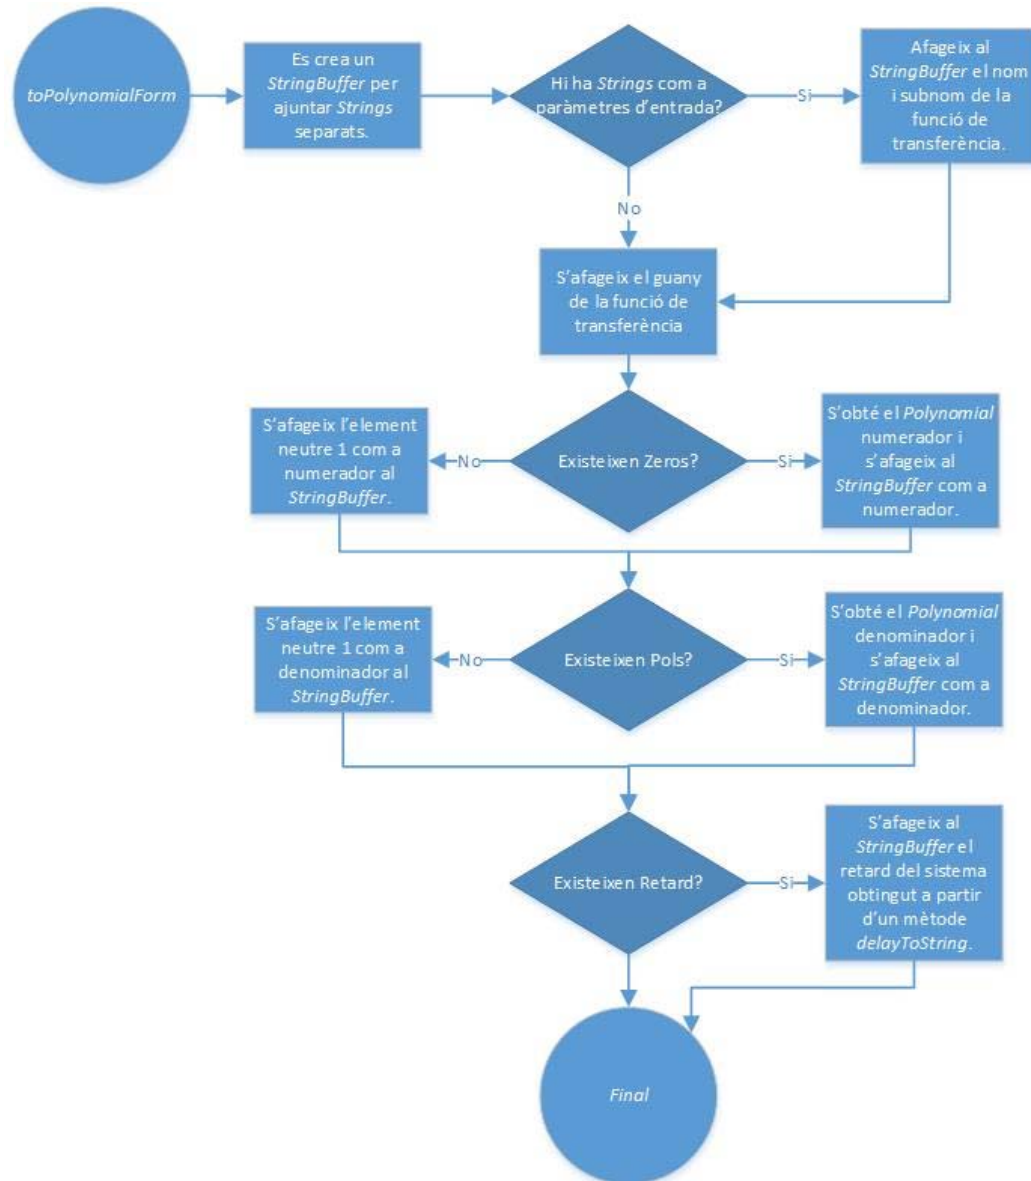 toPolynomialForm
Es crea un
StringBuffer per
ajuntar Strings
separats.
Hi ha Strings com a
paràmetres d'entrada?
Si
Afageix al
StringBuffer el nom
i subnom de la
funció de
transferència.
No
S'afageix el guany
de la funció de
transferència
S'afageix l'element
neutre 1 com a
numerador al
StringBuffer.
No
Existeixen Zeros?
Si
S'obté el Polynomial
numerador i
s'afageix al
StringBuffer com a
numerador.
S'afageix l'element
neutre 1 com a
denominador al
StringBuffer.
No
Existeixen Pols?
Si
S'obté el Polynomial
denominador i
s'afageix al
StringBuffer com a
denominador.
Existeixen Retard?
Si
S'afageix al
StringBuffer el
retard del sistema
obtingut a partir
d'un mètode
delayToString.
Final